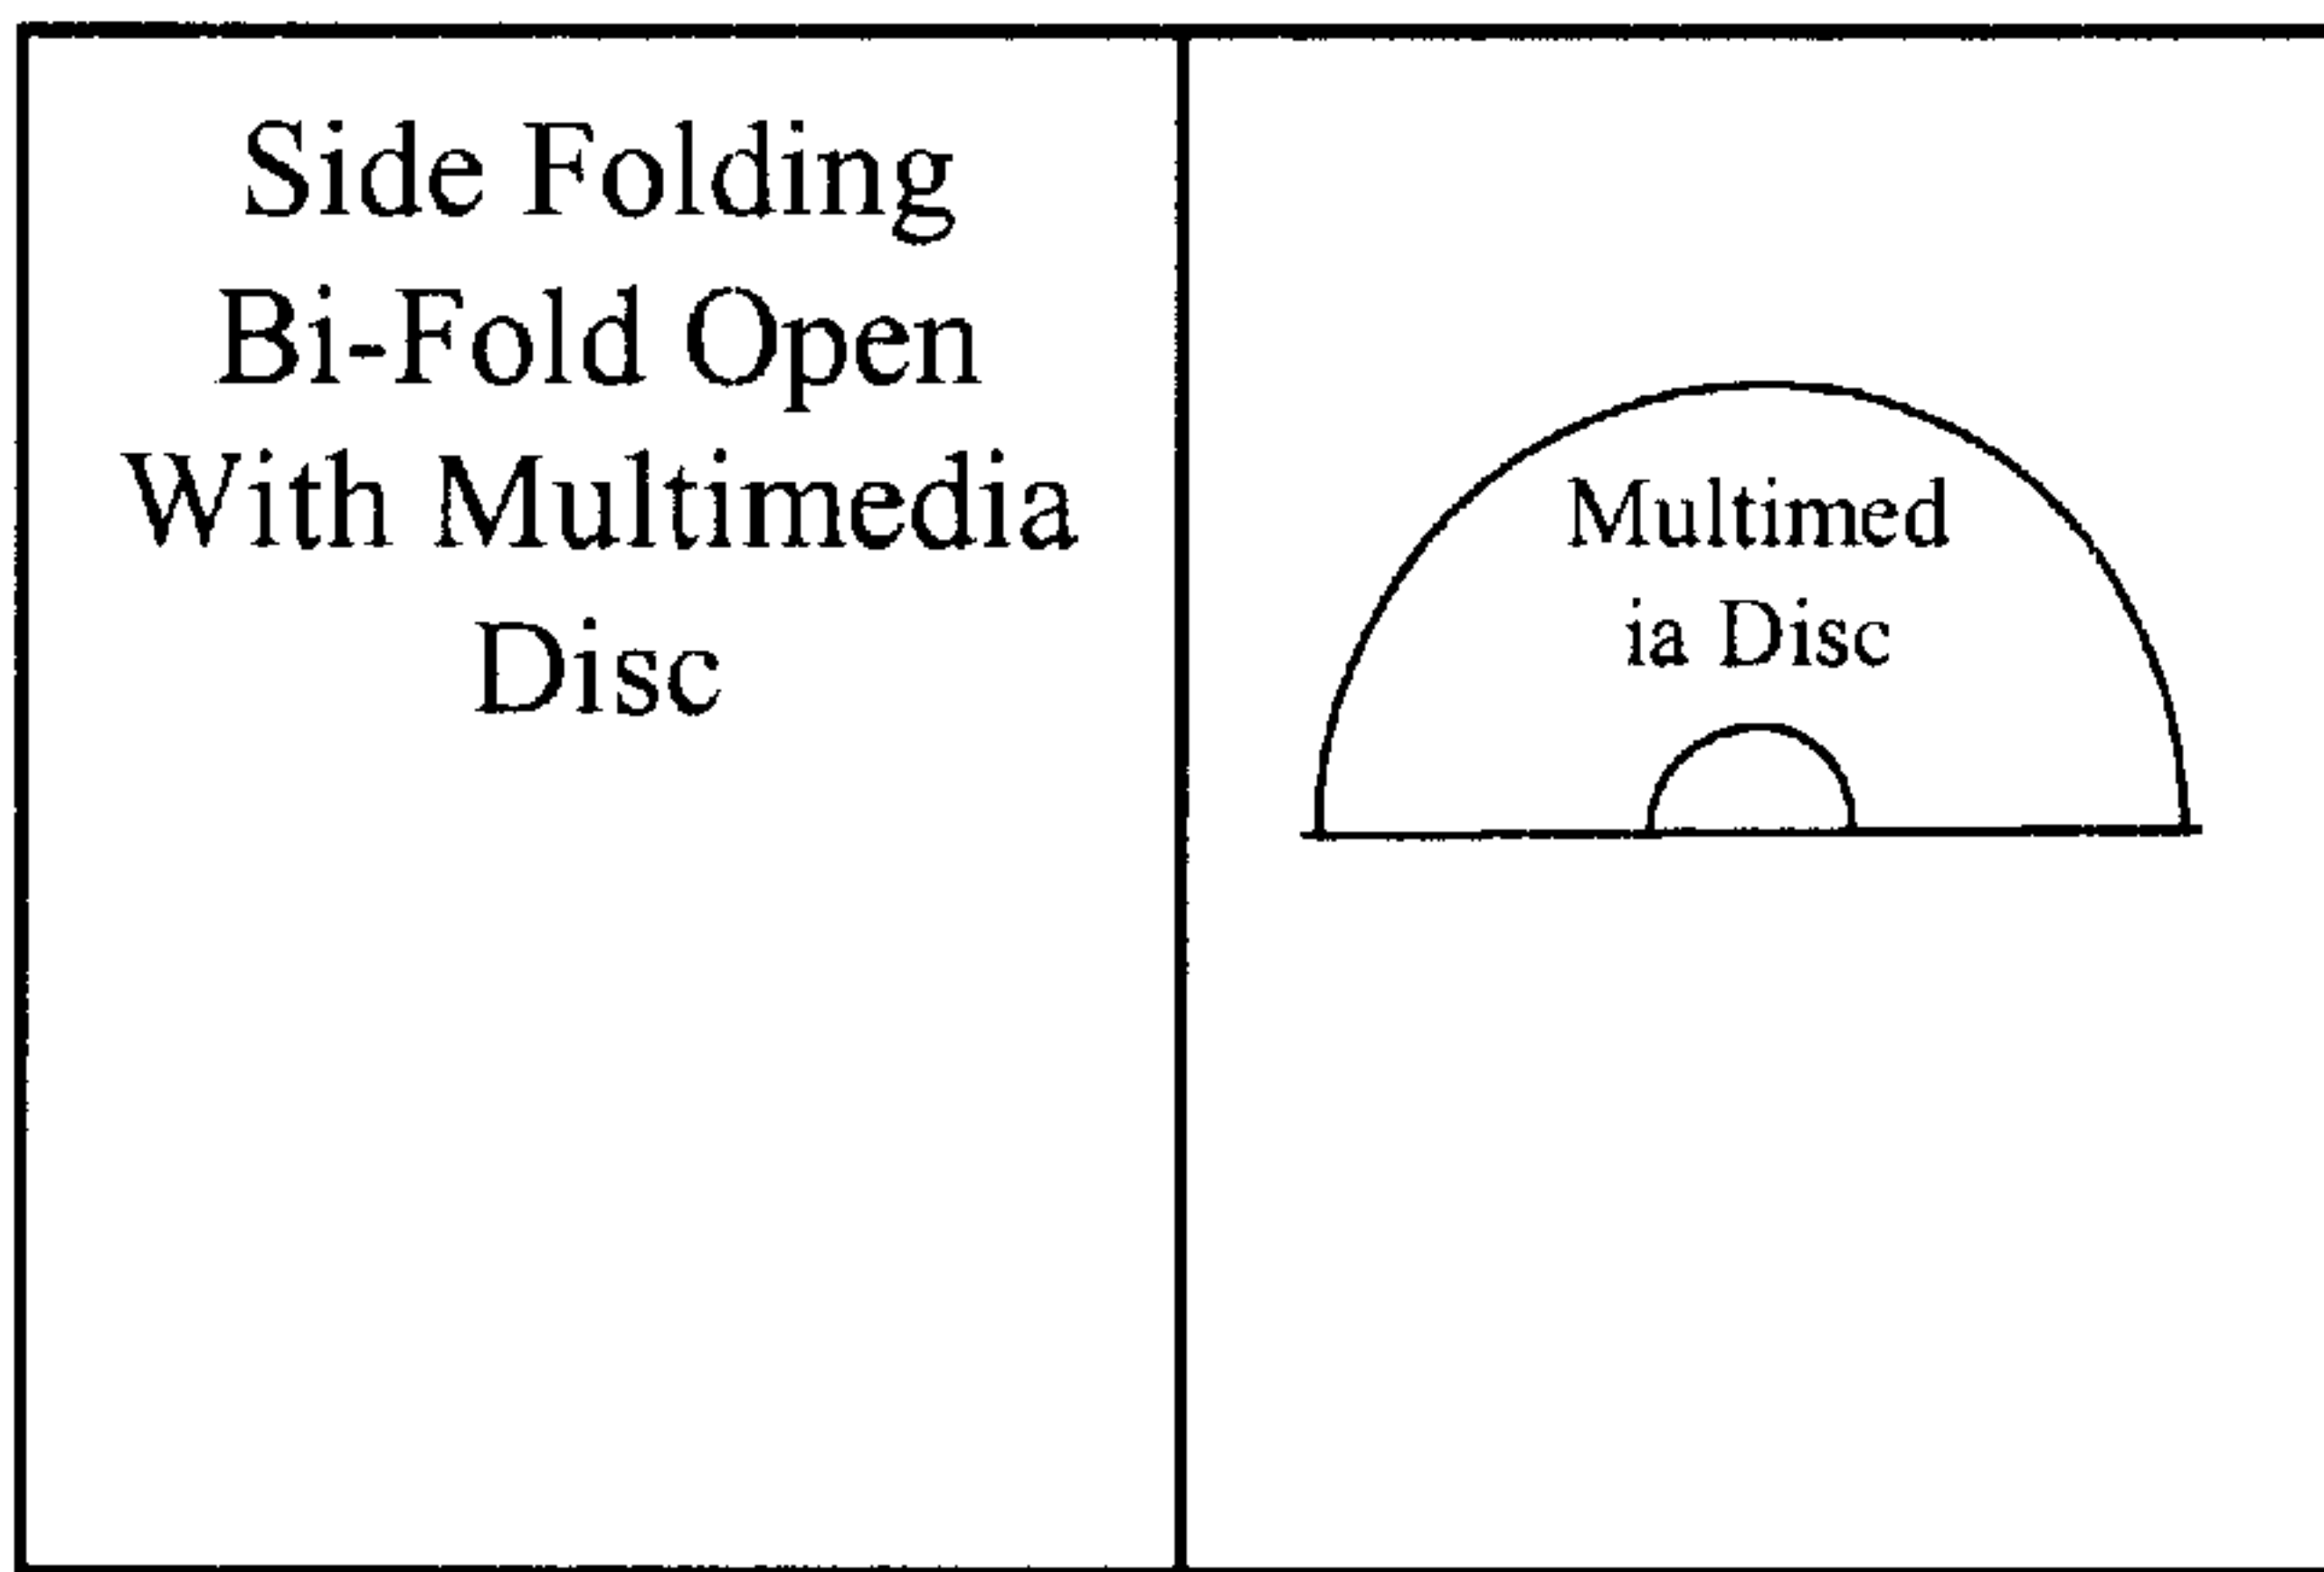 Side Folding
Bi-Fold Open
With Multimedia
Disc
Multimed
ia Disc